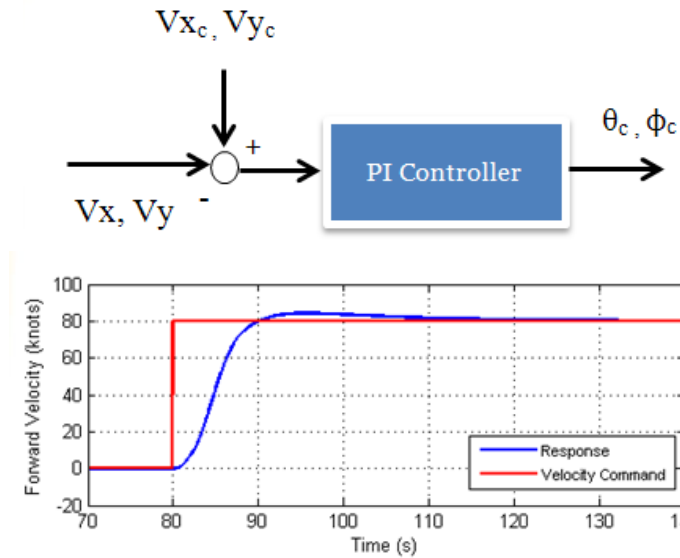 Vxc , Vyc
+
θc , ϕc
PI Controller
Vx, Vy
-
100
80
60
40
20
0
-20
Forward Velocity (knots)
Response
Velocity Command
70 80 90 100 110 120 130
Time (s)